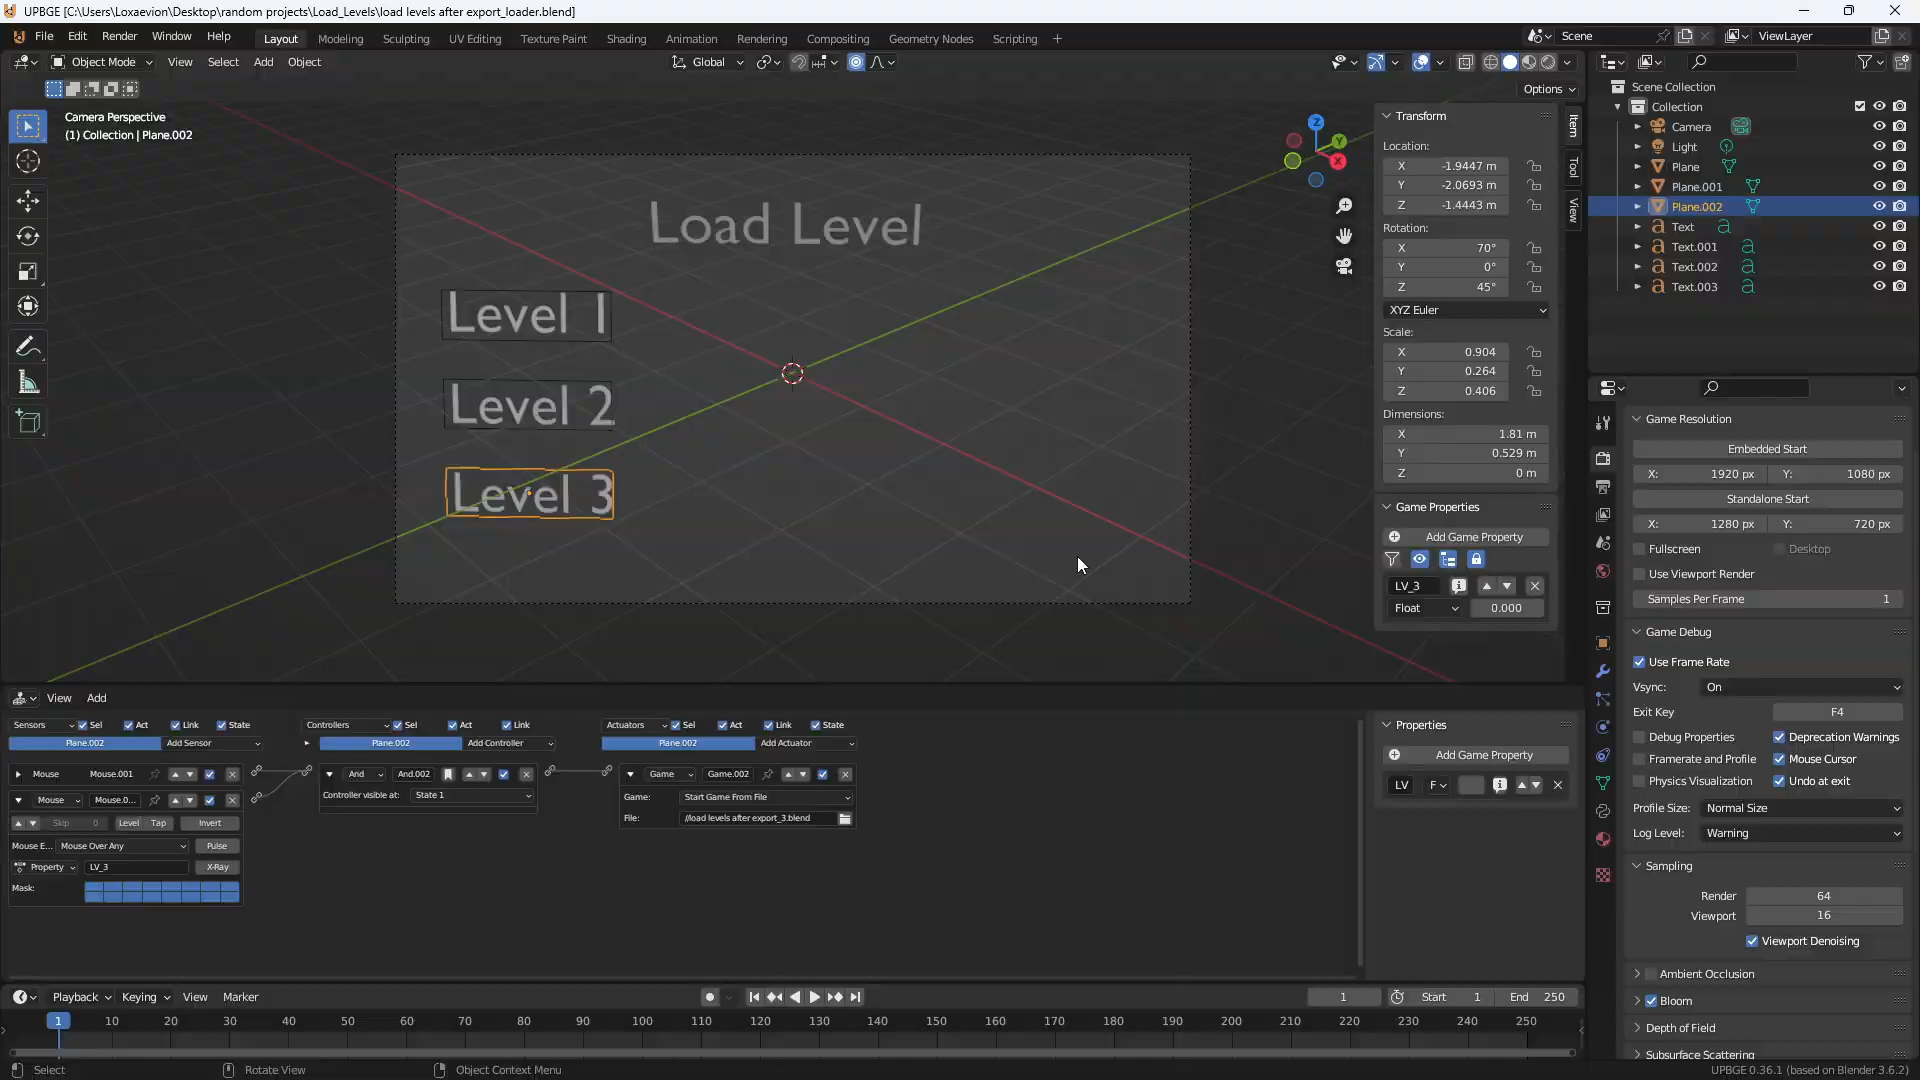 UPBGE [C:\Users\Loxaevion\Desktop\random projects\Load_Levels\load levels after export_loader.blend]
File Edit Render Window Help Layout Modeling Sculpting UV Editing Texture Paint Shading Animation Rendering Compositing Geometry Nodes Scripting + Scene ViewLayer
Object Mode View Select Add Object Global
Options
Camera Perspective
(1) Collection | Plane.002
Load Level
Level 1
Level 2
Level 3
Z
Y
X
Transform
Location:
X -1.9447 m
Y -2.0693 m
Z -1.4443 m
Rotation:
X 70°
Y 0°
Z 45°
XYZ Euler
Scale:
X 0.904
Y 0.264
Z 0.406
Dimensions:
X 1.81 m
Y 0.529 m
Z 0 m
Game Properties
Add Game Property
LV_3
Float 0.000
Item
Tool
View
Scene Collection
Collection
Camera
Light
Plane
Plane.001
Plane.002
Text
Text.001
Text.002
Text.003
Game Resolution
Embedded Start
X: 1920 px Y: 1080 px
Standalone Start
X: 1280 px Y: 720 px
Fullscreen Desktop
Use Viewport Render
Samples Per Frame 1
Game Debug
Use Frame Rate
Vsync: On
Exit Key F4
Debug Properties Deprecation Warnings
Framerate and Profile Mouse Cursor
Physics Visualization Undo at exit
Profile Size: Normal Size
Log Level: Warning
Sampling
Render 64
Viewport 16
Viewport Denoising
Ambient Occlusion
Bloom
Depth of Field
Subsurface Scattering
View Add
Sensors Sel Act Link State Controllers Sel Act Link Actuators Sel Act Link State
Plane.002 Add Sensor Plane.002 Add Controller Plane.002 Add Actuator
Mouse Mouse.001 And And.002 Game Game.002
Mouse Mouse.0... Controller visible at: State 1 Game: Start Game From File
Skip 0 Level Tap Invert File: //load levels after export_3.blend
Mouse E... Mouse Over Any Pulse
Property LV_3 X-Ray
Mask:
Properties
Add Game Property
LV F
Playback Keying View Marker 1 Start 1 End 250
1 10 20 30 40 50 60 70 80 90 100 110 120 130 140 150 160 170 180 190 200 210 220 230 240 250
Select Rotate View Object Context Menu UPBGE 0.36.1 (based on Blender 3.6.2)